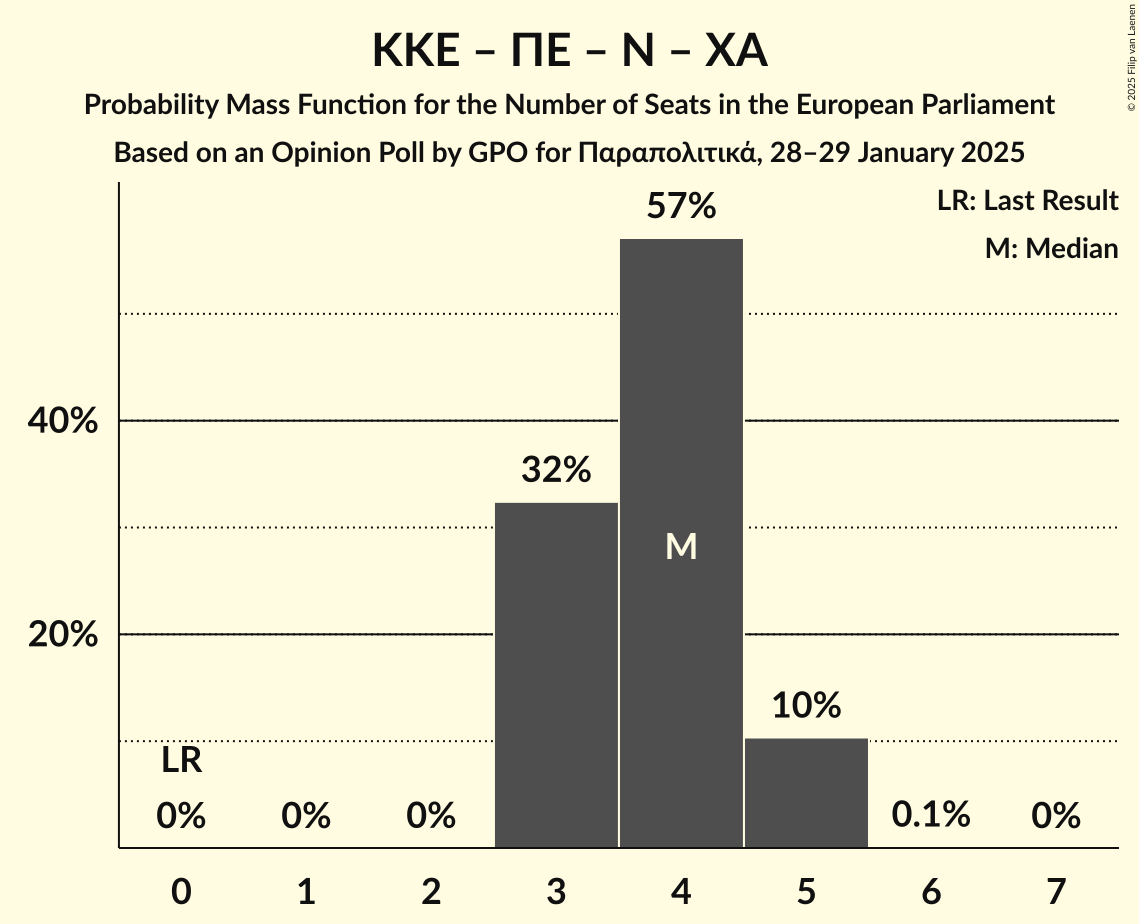 ΚΚΕ – ΠΕ – Ν – ΧΑ
Probability Mass Function for the Number of Seats in the European Parliament
Based on an Opinion Poll by GPO for Παραπολιτικά, 28–29 January 2025
© 2025 Filip van Laenen
LR: Last Result
M: Median
57%
40%
32%
M
20%
10%
LR
0% 0% 0% 0.1% 0%
0 1 2 3 4 5 6 7